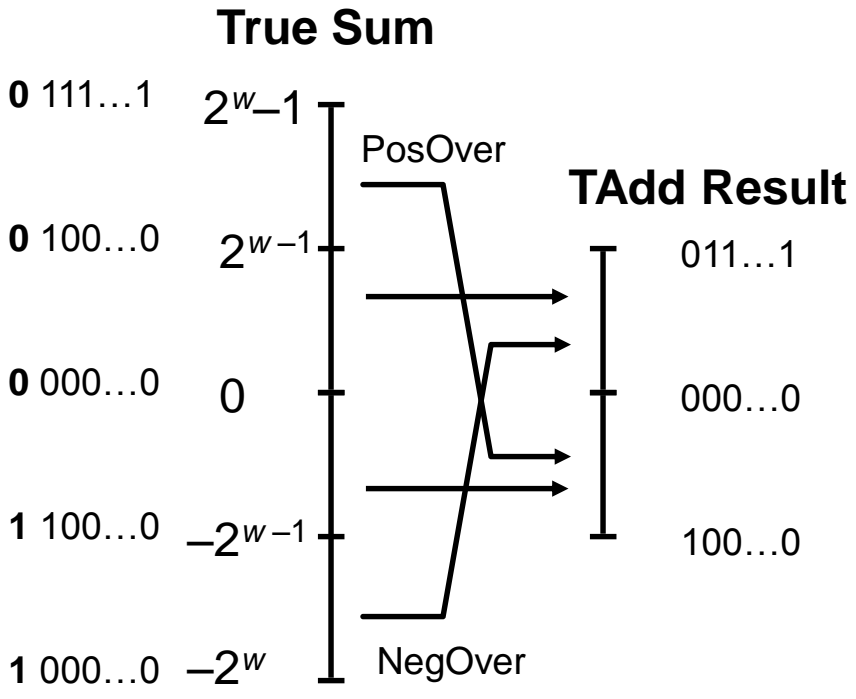 True Sum
0 111…1 2^w–1
PosOver
TAdd Result
0 100…0 2^w–1
011…1
0 000…0 0
000…0
1 100…0 –2^w–1
100…0
NegOver
1 000…0 –2^w